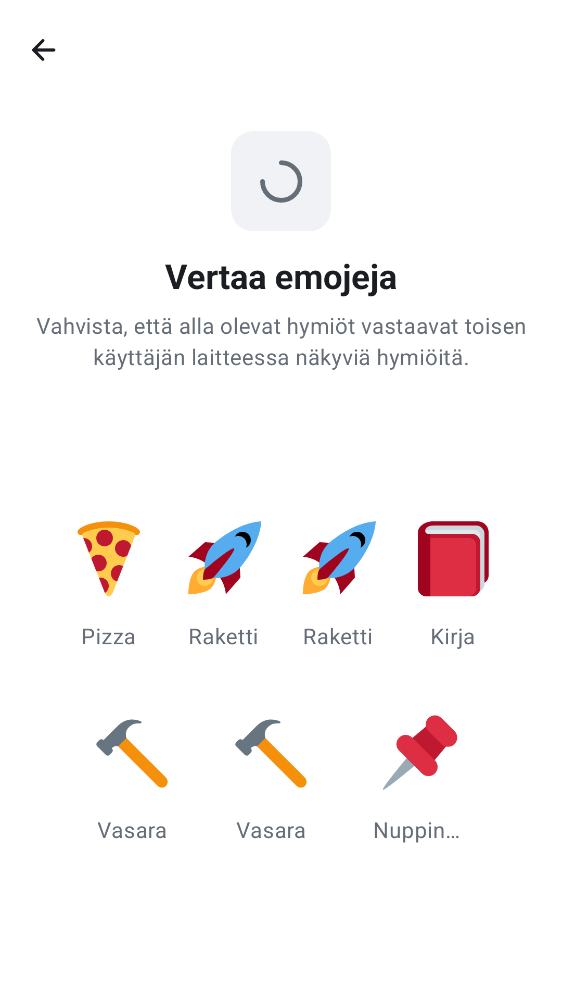 Vertaa emojeja
Vahvista, että alla olevat hymiöt vastaavat toisen
käyttäjän laitteessa näkyviä hymiöitä.
Pizza Raketti Raketti Kirja
Vasara Vasara Nuppin…